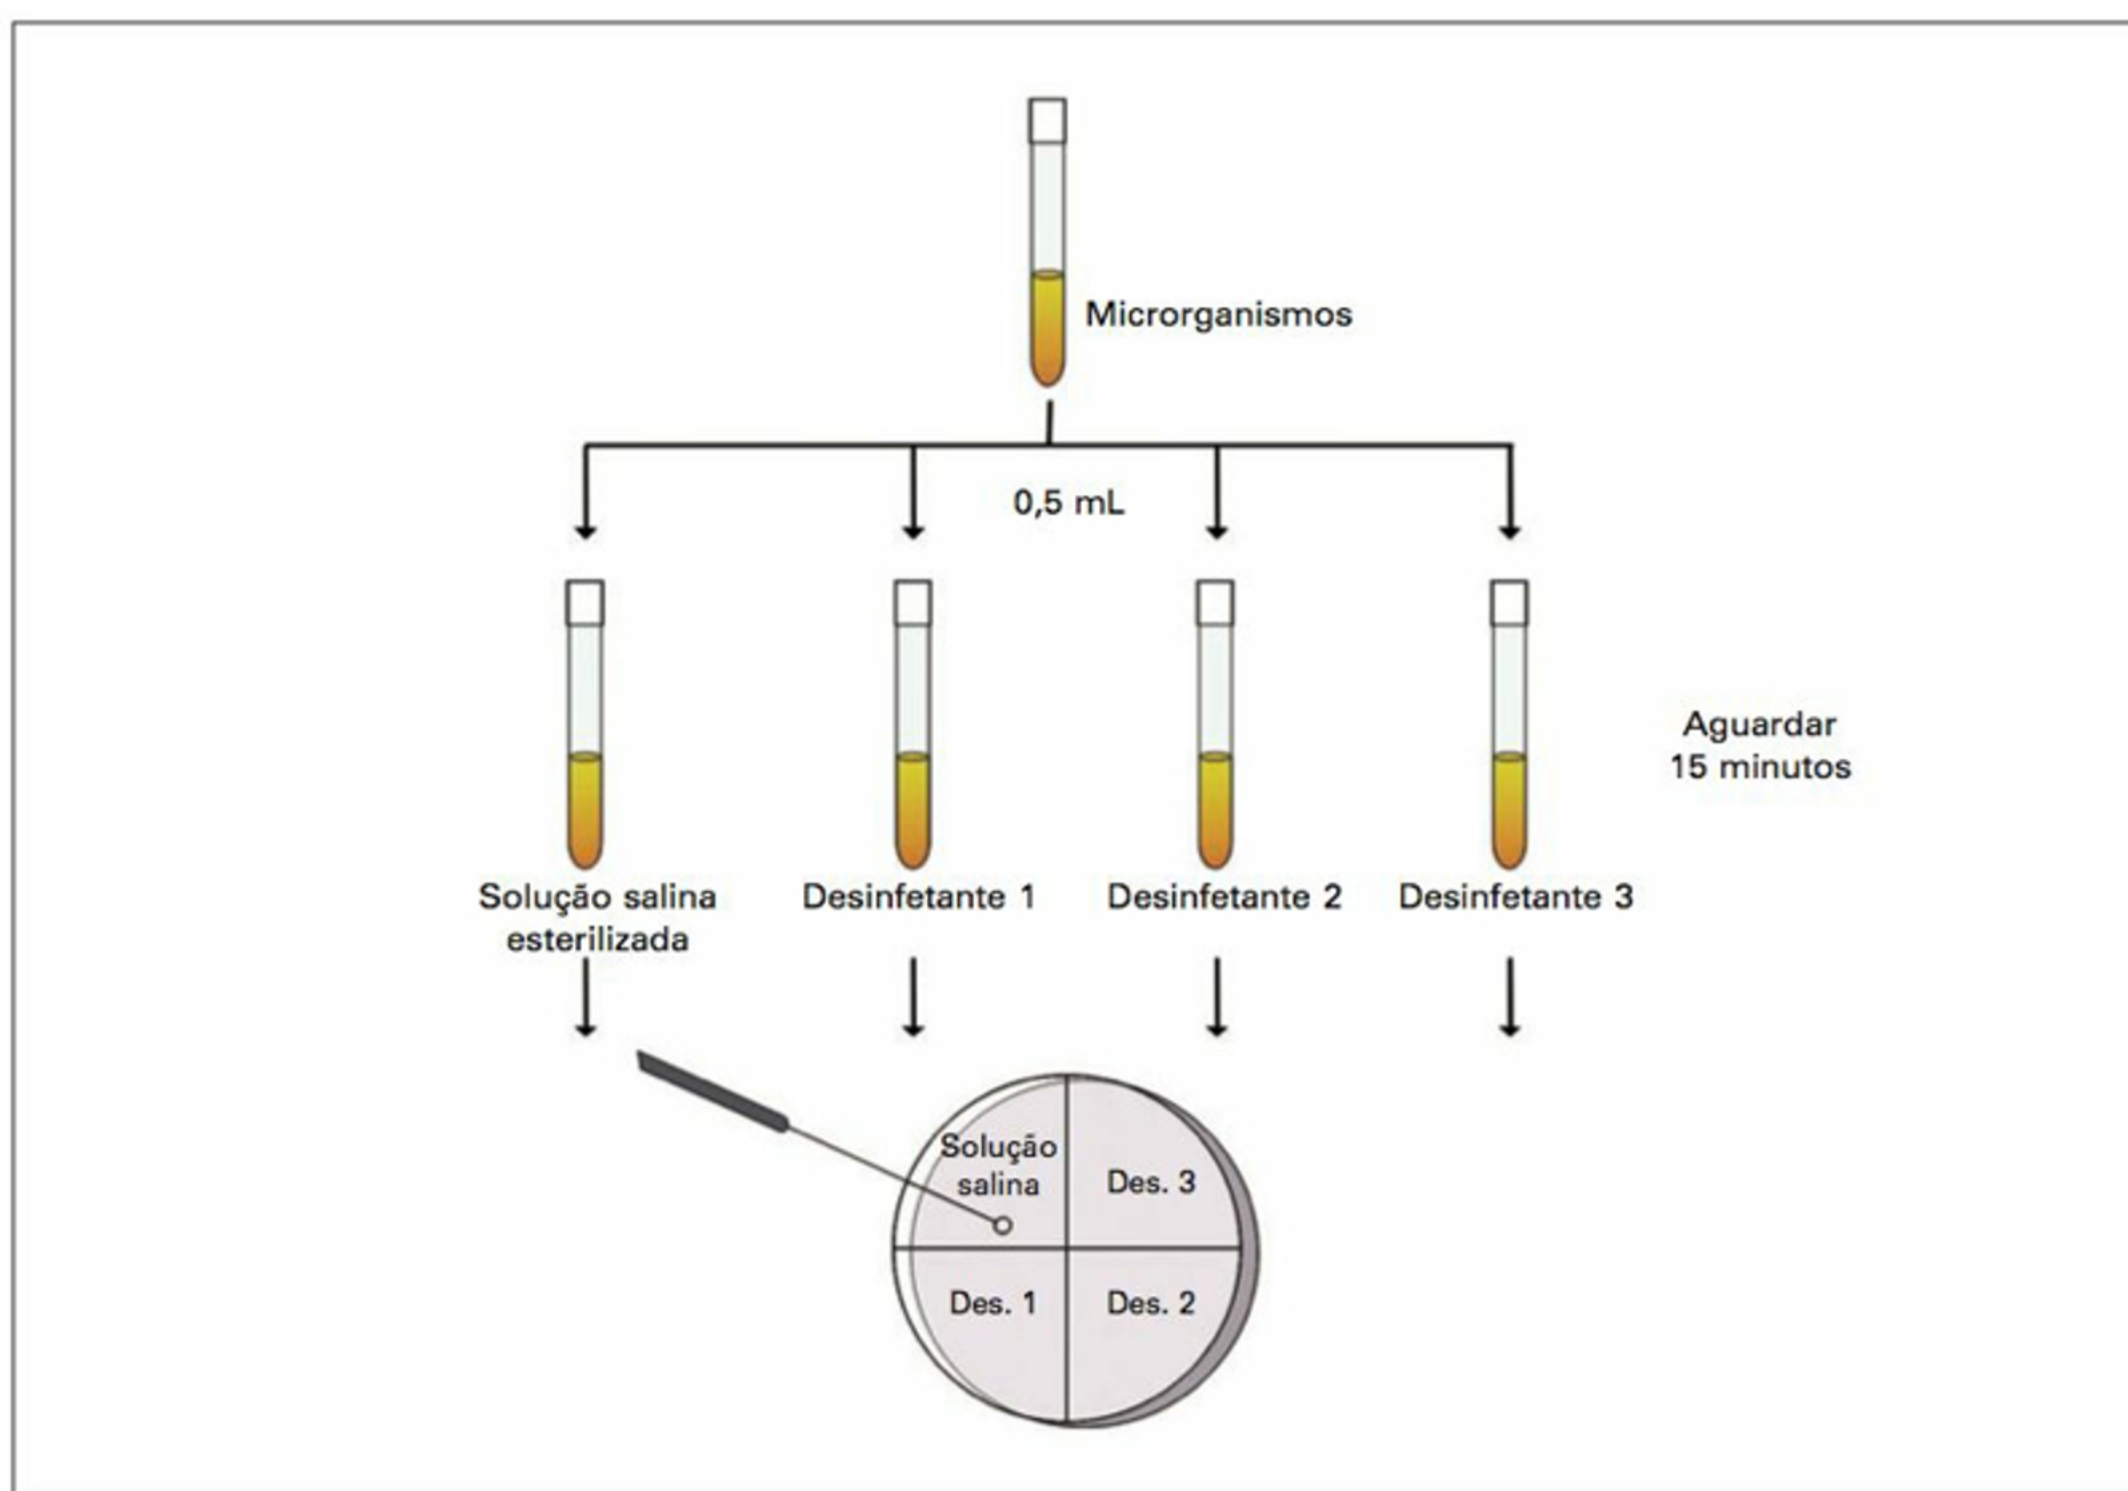 Microrganismos
0,5 mL
Aguardar
15 minutos
Solução salina
esterilizada
Desinfetante 1
Desinfetante 2
Desinfetante 3
Solução
salina
Des. 3
Des. 1
Des. 2